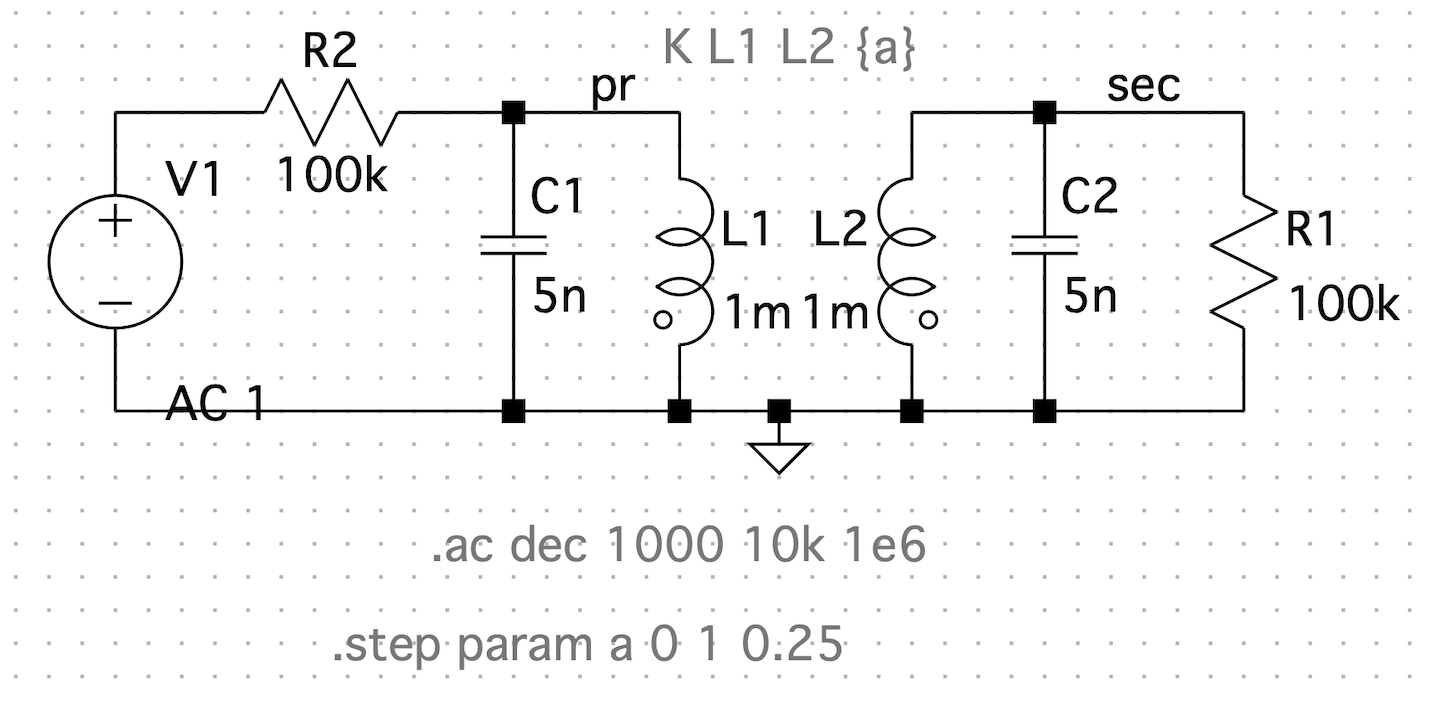 R2
K L1 L2 {a}
pr
sec
V1
100k
C1
C2
L1
L2
R1
5n
1m
1m
5n
100k
AC 1
.ac dec 1000 10k 1e6
.step param a 0 1 0.25